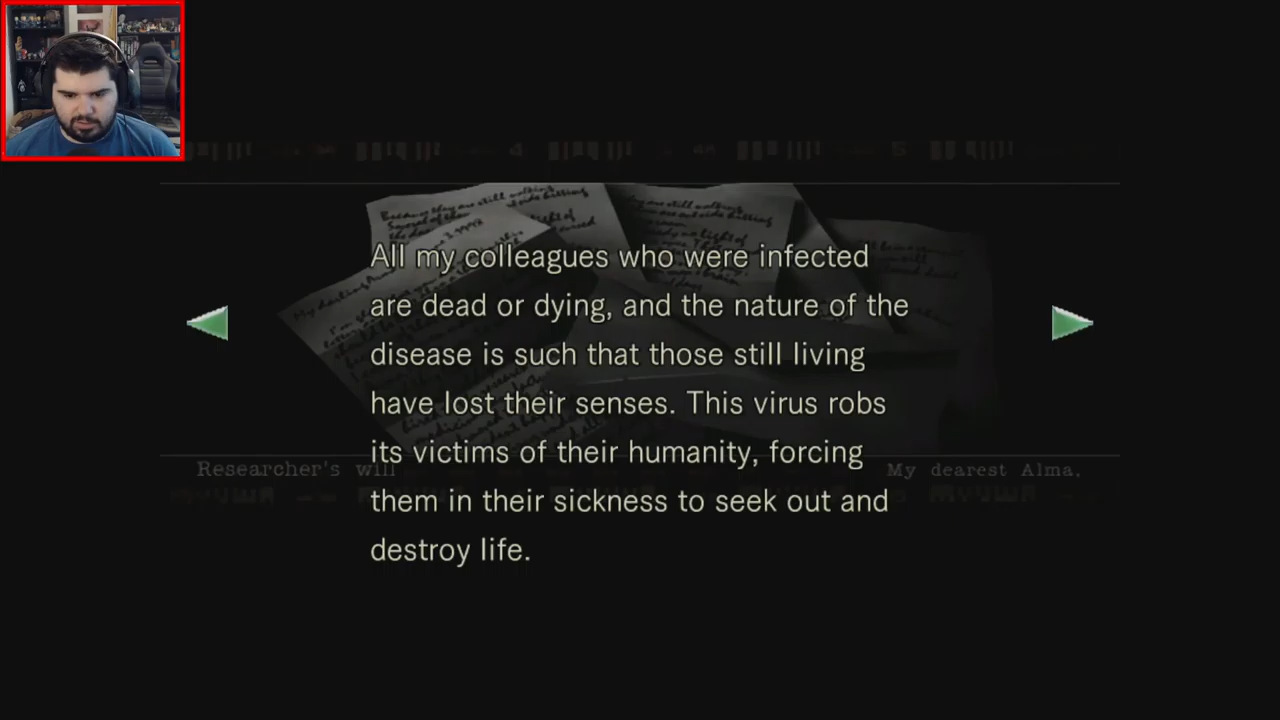 All my colleagues who were infected
are dead or dying, and the nature of the
disease is such that those still living
have lost their senses. This virus robs
its victims of their humanity, forcing
them in their sickness to seek out and
destroy life.
Researcher's will
My dearest Alma,